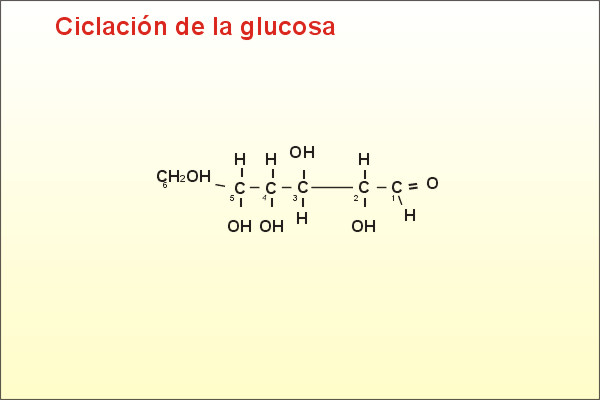 Ciclación de la glucosa
OH
H H H
CH2OH C C C C C = O
6 5 4 3 2 1
H H
OH OH OH